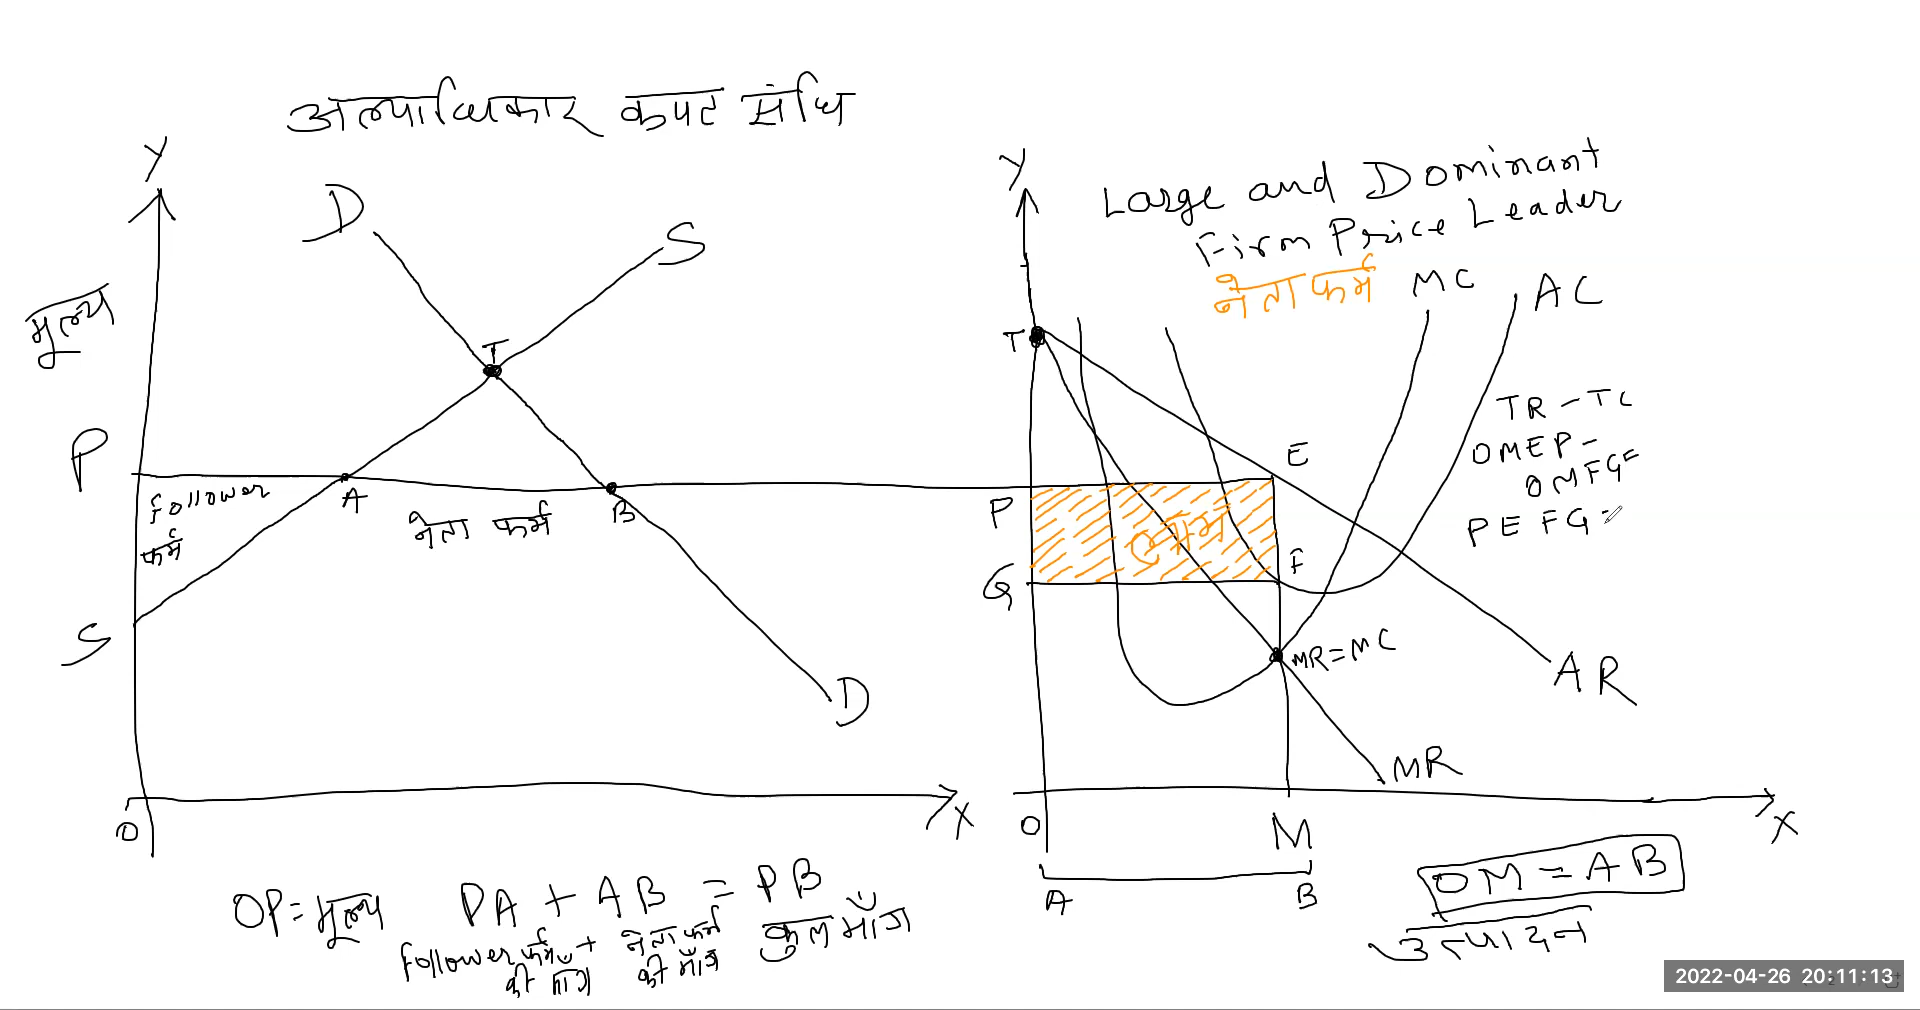 अल्पाधिकार कपट संधि
Y
D
S
मूल्य
T
P
A
B
follower
फर्म
नेता फर्म
S
D
O
X
OP = मूल्य PA + AB = PB
follower फर्म की माँग + नेता फर्म की माँग कुल माँग
Y
Large and Dominant
Firm Price Leader
नेता फर्म
MC
AC
T
TR - TC
OMEP -
OMFG =
PEFG =
E
P
लाभ
G
F
MR = MC
AR
MR
O
M
X
A
B
OM = AB
उत्पादन
2022-04-26 20:11:13